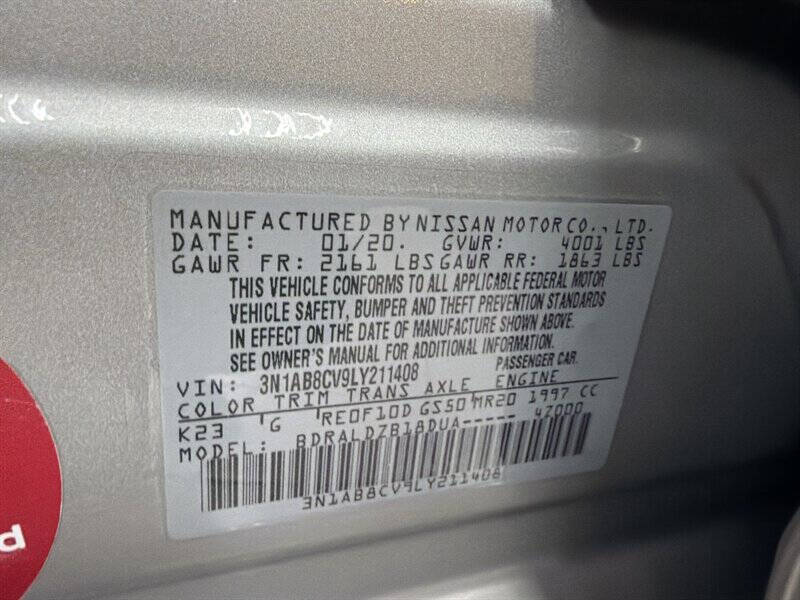 MANUFACTURED BY NISSAN MOTOR CO., LTD.
DATE: 01/20. GVWR: 4001 LBS
GAWR FR: 2161 LBS GAWR RR: 1863 LBS
THIS VEHICLE CONFORMS TO ALL APPLICABLE FEDERAL MOTOR
VEHICLE SAFETY, BUMPER AND THEFT PREVENTION STANDARDS
IN EFFECT ON THE DATE OF MANUFACTURE SHOWN ABOVE.
SEE OWNER'S MANUAL FOR ADDITIONAL INFORMATION.
VIN: 3N1AB8CV9LY211408 PASSENGER CAR.
COLOR TRIM TRANS AXLE ENGINE
K23 G RE0F10D GS50 MR20 1997 CC
MODEL: BDRALDZB18DUA----- 4Z000
3N1AB8CV9LY211408
P